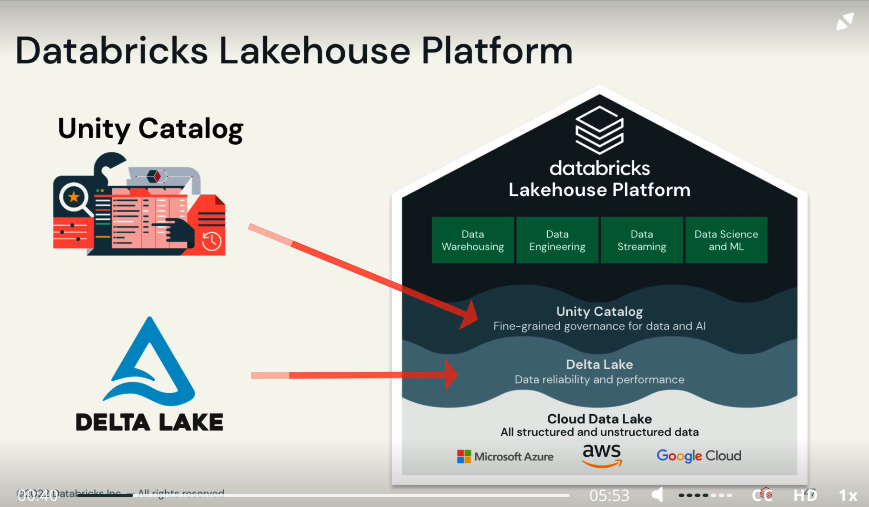 Databricks Lakehouse Platform
Unity Catalog
DELTA LAKE
databricks
Lakehouse Platform
Data
Warehousing
Data
Engineering
Data
Streaming
Data Science
and ML
Unity Catalog
Fine-grained governance for data and AI
Delta Lake
Data reliability and performance
Cloud Data Lake
All structured and unstructured data
Microsoft Azure
aws
Google Cloud
Databricks Inc. — All rights reserved
00:40
05:53
CC
HD
1x